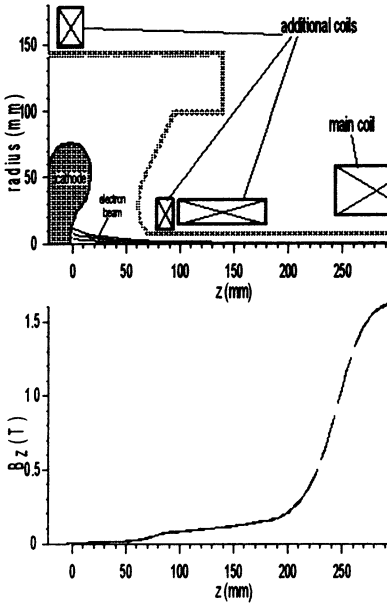 additional coils
main coil
cathode
electron
beam
radius (mm)
150
100
50
0
0
50
100
150
200
250
z (mm)
B_z (T)
1.5
1.0
0.5
0
0
50
100
150
200
250
z (mm)